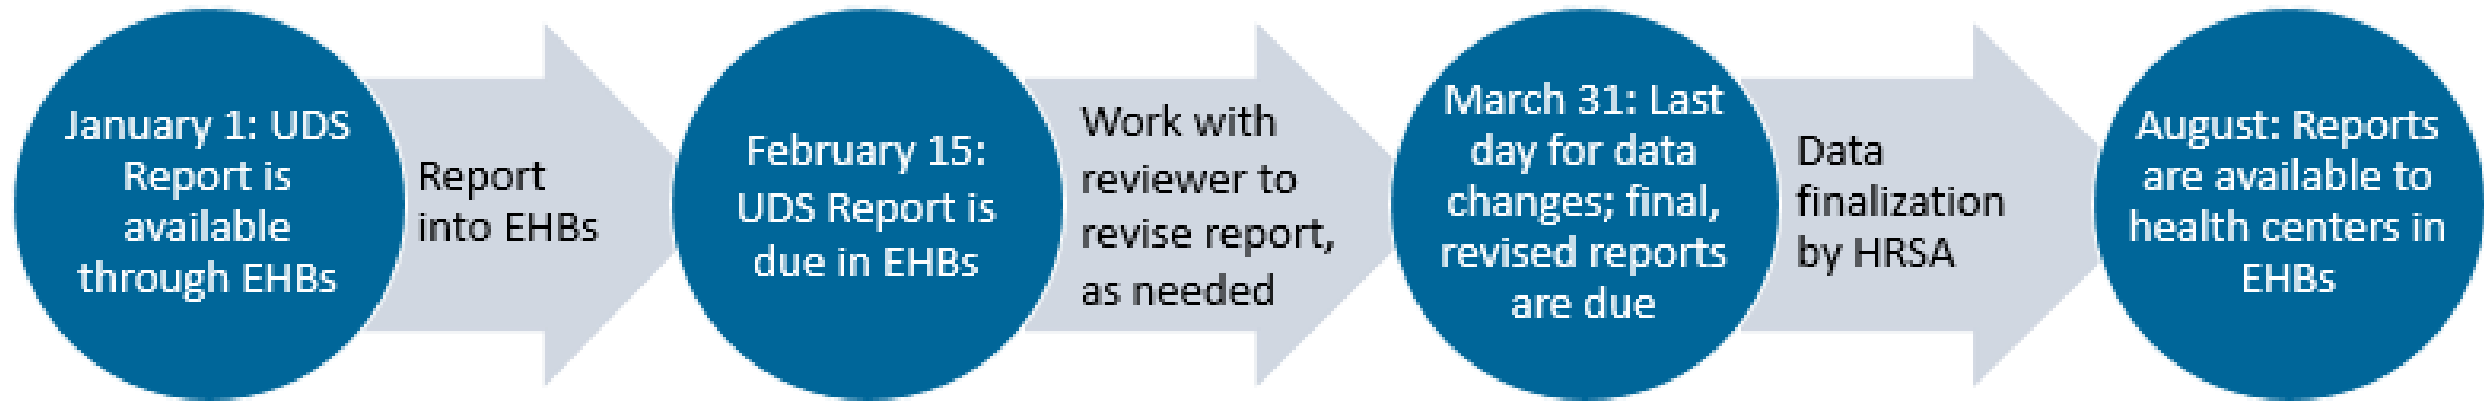 January 1: UDS
Report is
available
through EHBs
Report
into EHBs
February 15:
UDS Report is
due in EHBs
Work with
reviewer to
revise report,
as needed
March 31: Last
day for data
changes; final,
revised reports
are due
Data
finalization
by HRSA
August: Reports
are available to
health centers in
EHBs